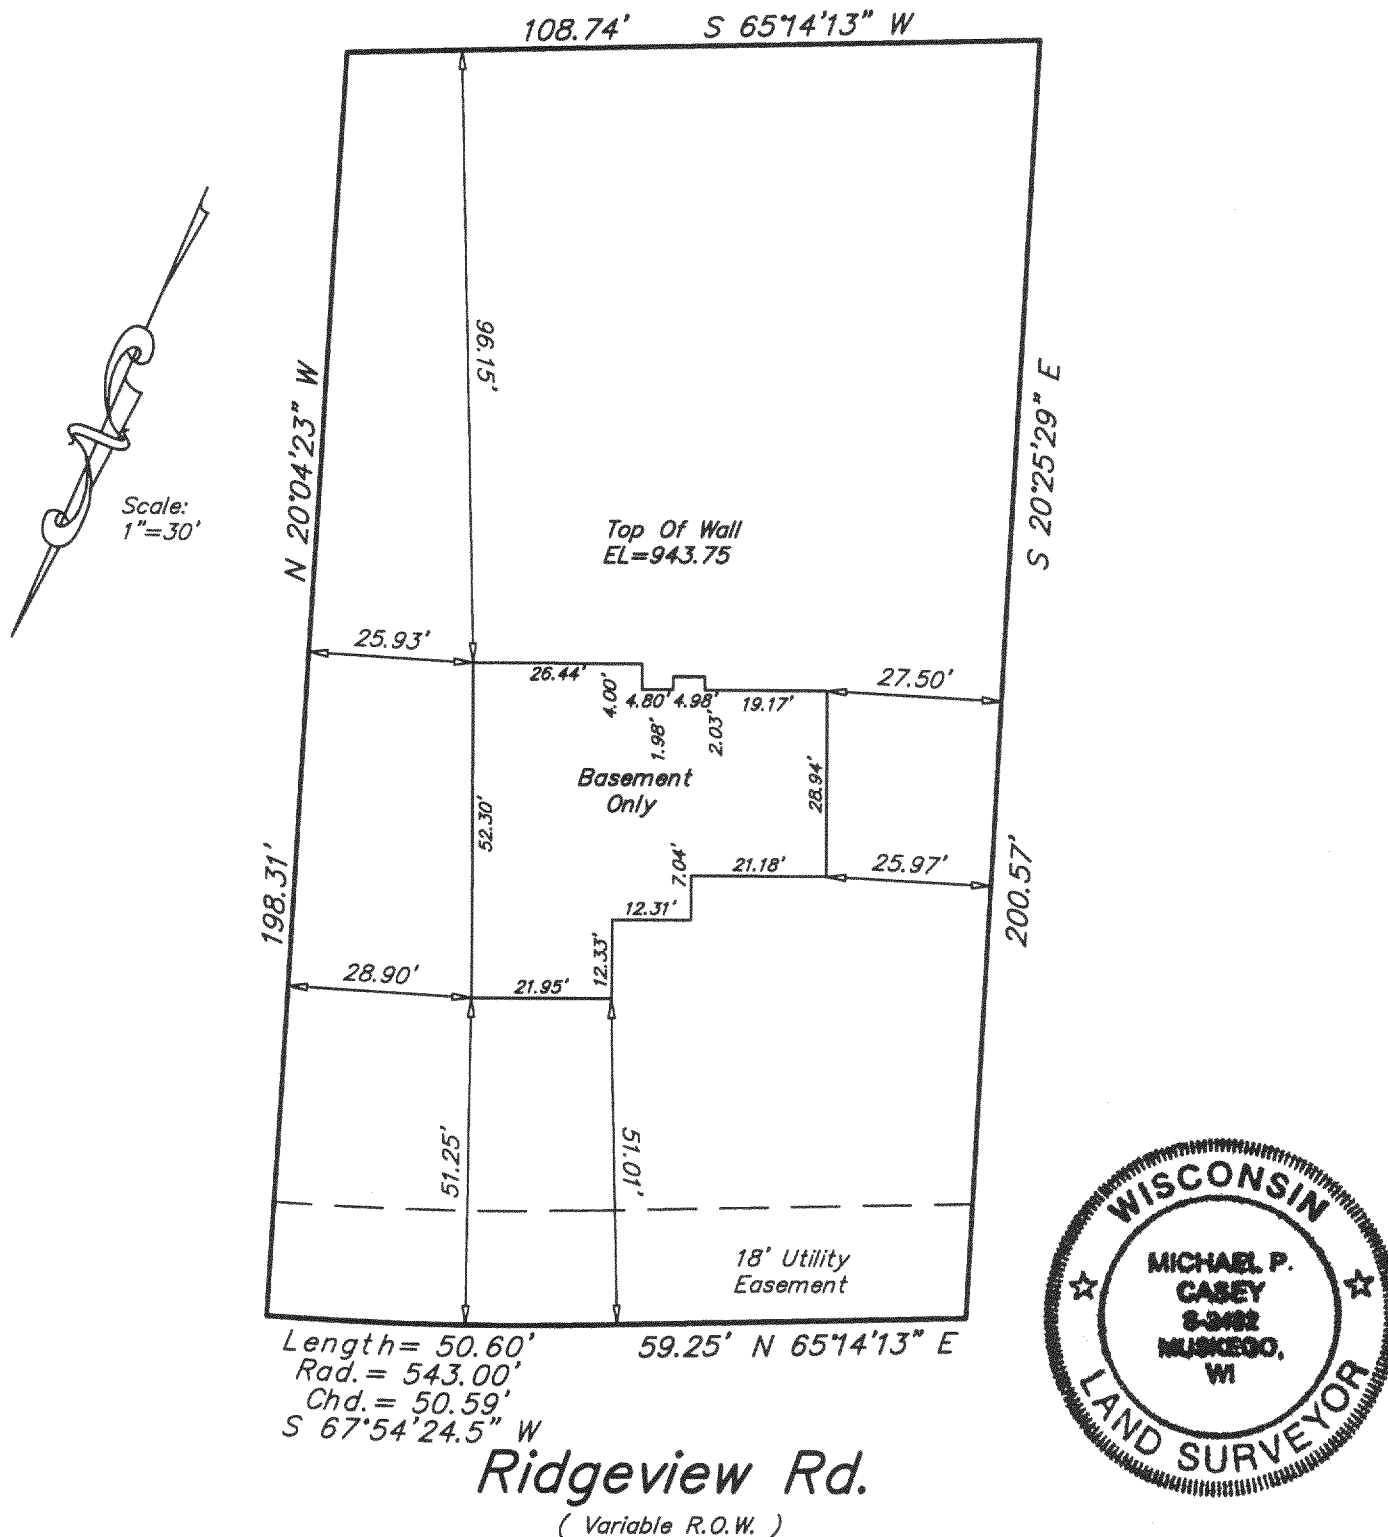 108.74' S 65°14'13" W
96.15'
N 20°04'23" W
S 20°25'29" E
Scale:
1"=30'
Top Of Wall
EL=943.75
25.93'
26.44'
4.00'
4.80'
4.98'
19.17'
27.50'
1.98'
2.03'
Basement
Only
28.94'
52.30'
7.04'
21.18'
25.97'
198.31'
200.57'
12.31'
12.33'
28.90'
21.95'
51.25'
51.01'
18' Utility
Easement
Length= 50.60'
Rad.= 543.00'
Chd.= 50.59'
S 67°54'24.5" W
59.25' N 65°14'13" E
Ridgeview Rd.
( Variable R.O.W. )
WISCONSIN
MICHAEL P.
CASEY
MUSKEGO,
WI
LAND SURVEYOR